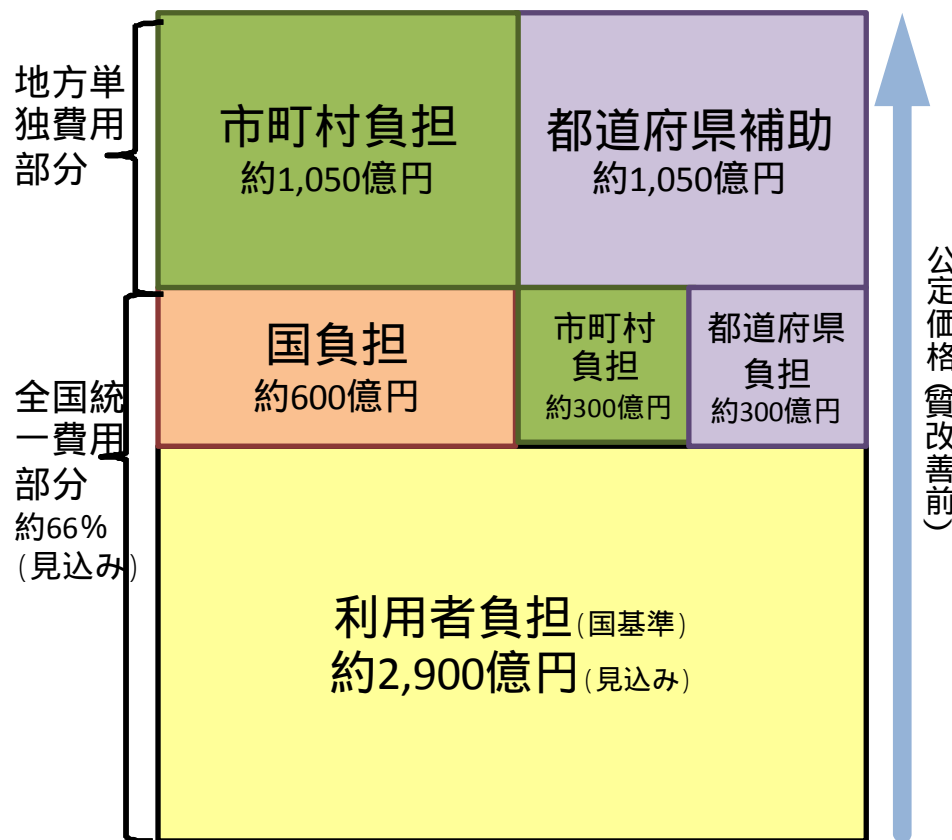 地方単
独費用
部分
市町村負担
約1,050億円
都道府県補助
約1,050億円
全国統
一費用
部分
約66%
(見込み)
国負担
約600億円
市町村
負担
約300億円
都道府県
負担
約300億円
利用者負担(国基準)
約2,900億円(見込み)
公定価格(質改善前)